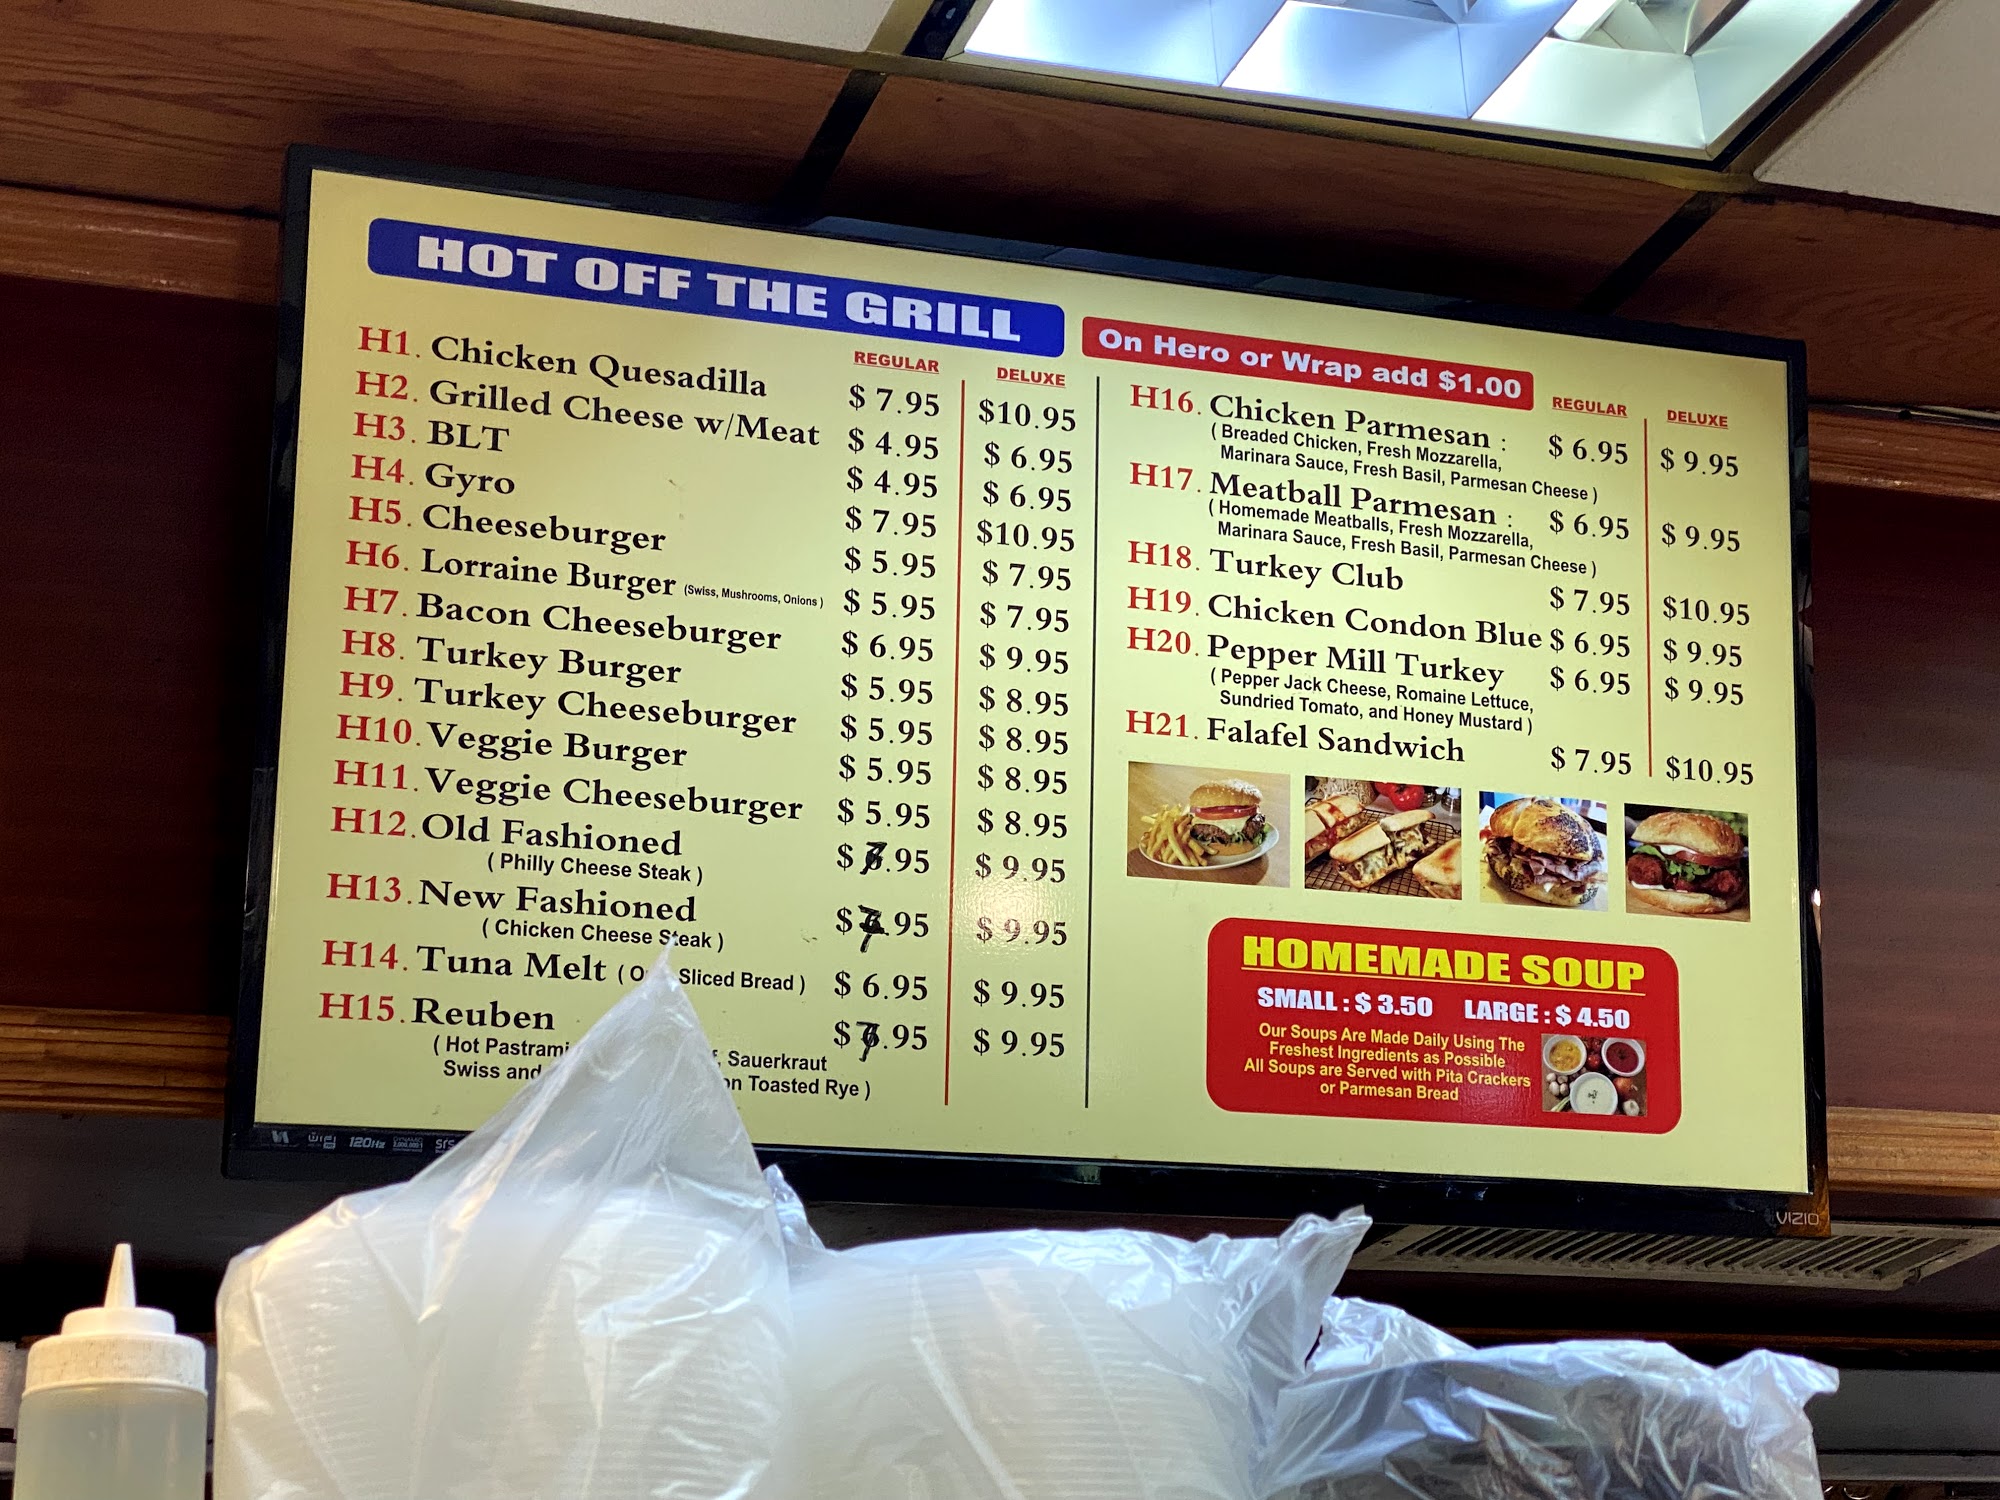 HOT OFF THE GRILL
REGULAR DELUXE
H1. Chicken Quesadilla $ 7.95 $10.95
H2. Grilled Cheese w/Meat $ 4.95 $ 6.95
H3. BLT $ 4.95 $ 6.95
H4. Gyro $ 7.95 $10.95
H5. Cheeseburger $ 5.95 $ 7.95
H6. Lorraine Burger (Swiss, Mushrooms, Onions ) $ 5.95 $ 7.95
H7. Bacon Cheeseburger $ 6.95 $ 9.95
H8. Turkey Burger $ 5.95 $ 8.95
H9. Turkey Cheeseburger $ 5.95 $ 8.95
H10. Veggie Burger $ 5.95 $ 8.95
H11. Veggie Cheeseburger $ 5.95 $ 8.95
H12. Old Fashioned $ 7.95 $ 9.95
( Philly Cheese Steak )
H13. New Fashioned $ 7.95 $ 9.95
( Chicken Cheese Steak )
H14. Tuna Melt ( Sliced Bread ) $ 6.95 $ 9.95
H15. Reuben $ 7.95 $ 9.95
( Hot Pastrami , Sauerkraut
Swiss and on Toasted Rye )
On Hero or Wrap add $1.00
REGULAR DELUXE
H16. Chicken Parmesan : $ 6.95 $ 9.95
( Breaded Chicken, Fresh Mozzarella,
Marinara Sauce, Fresh Basil, Parmesan Cheese )
H17. Meatball Parmesan : $ 6.95 $ 9.95
( Homemade Meatballs, Fresh Mozzarella,
Marinara Sauce, Fresh Basil, Parmesan Cheese )
H18. Turkey Club $ 7.95 $10.95
H19. Chicken Condon Blue $ 6.95 $ 9.95
H20. Pepper Mill Turkey $ 6.95 $ 9.95
( Pepper Jack Cheese, Romaine Lettuce,
Sundried Tomato, and Honey Mustard )
H21. Falafel Sandwich $ 7.95 $10.95
HOMEMADE SOUP
SMALL : $ 3.50 LARGE : $ 4.50
Our Soups Are Made Daily Using The
Freshest Ingredients as Possible
All Soups are Served with Pita Crackers
or Parmesan Bread
WiFi 120Hz SRS
VIZIO